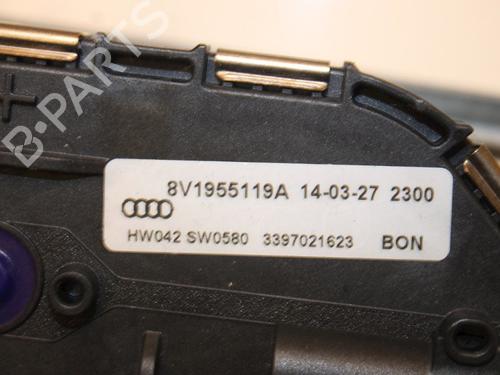 B-PARTS
+
8V1955119A 14-03-27 2300
HW042 SW0580 3397021623 BON